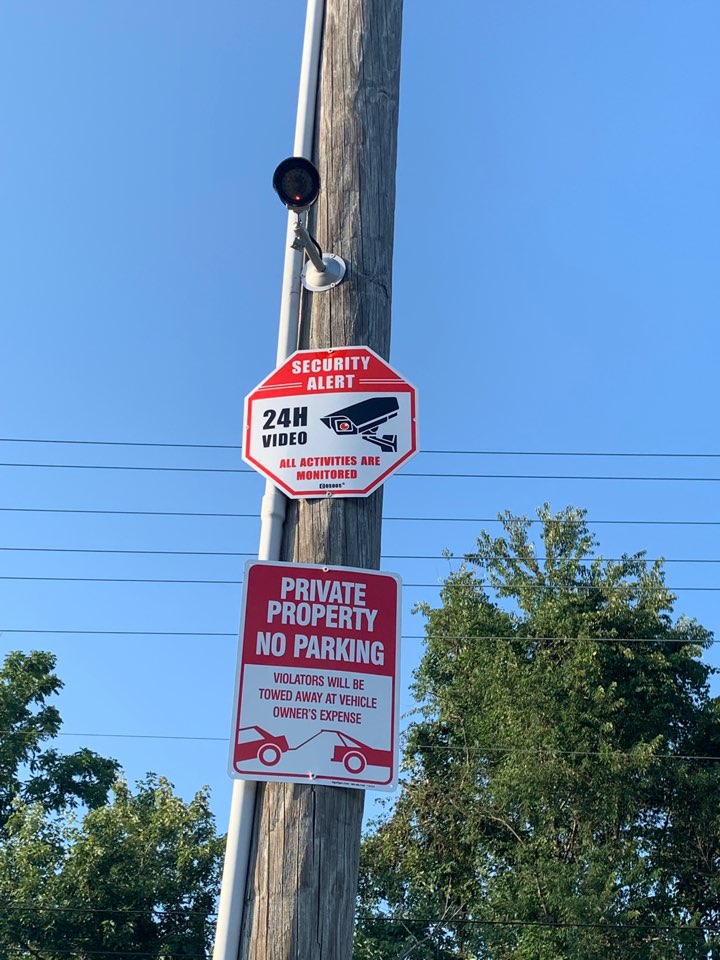 SECURITY
ALERT
24H
VIDEO
ALL ACTIVITIES ARE
MONITORED
PRIVATE
PROPERTY
NO PARKING
VIOLATORS WILL BE
TOWED AWAY AT VEHICLE
OWNER'S EXPENSE